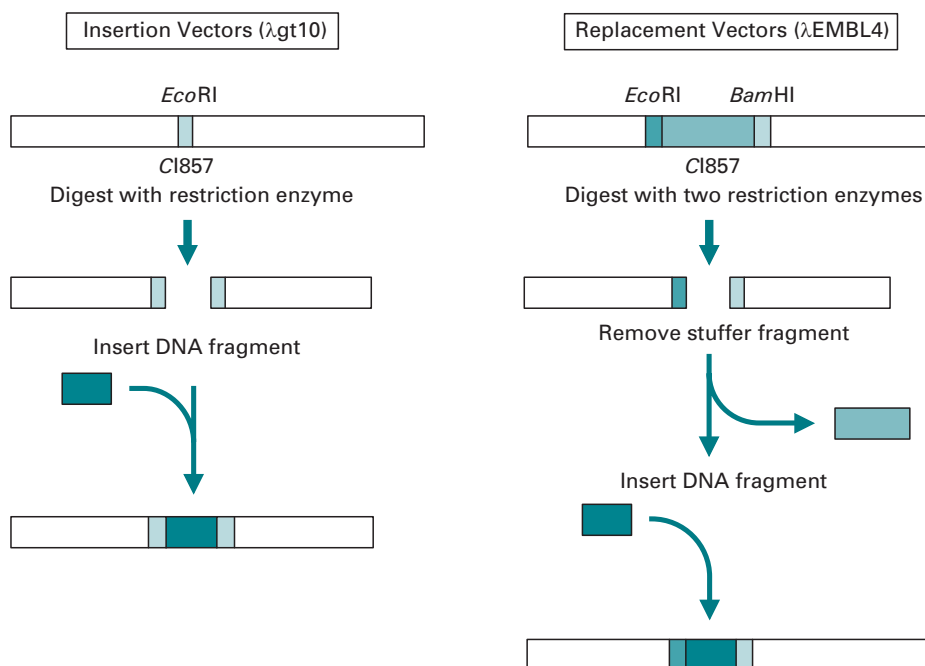 Insertion Vectors (λgt10)
EcoRI
CI857
Digest with restriction enzyme
Insert DNA fragment
Replacement Vectors (λEMBL4)
EcoRI
BamHI
CI857
Digest with two restriction enzymes
Remove stuffer fragment
Insert DNA fragment